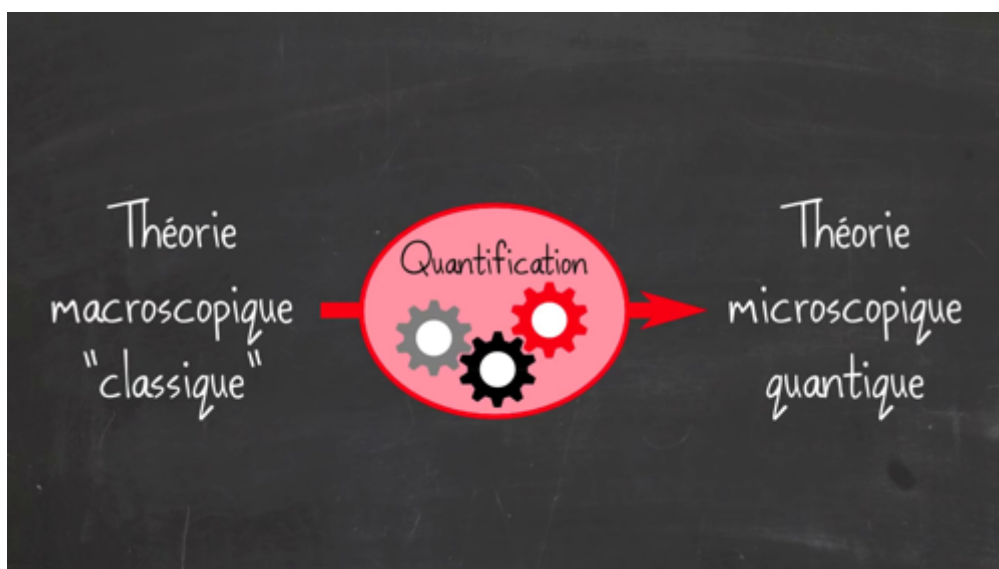 Théorie
macroscopique
"classique"
Quantification
Théorie
microscopique
quantique